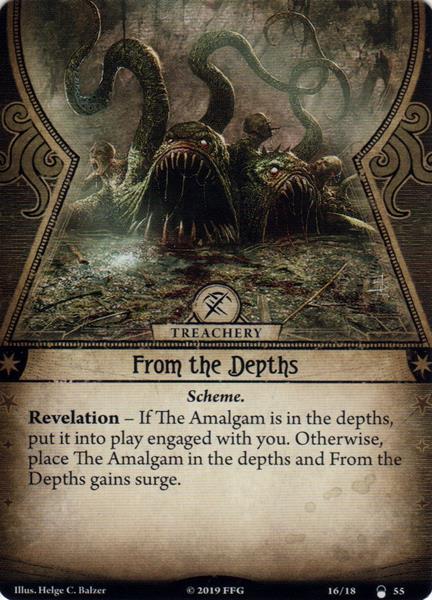 TREACHERY
From the Depths
Scheme.
Revelation – If The Amalgam is in the depths,
put it into play engaged with you. Otherwise,
place The Amalgam in the depths and From the
Depths gains surge.
Illus. Helge C. Balzer © 2019 FFG 16/18 55